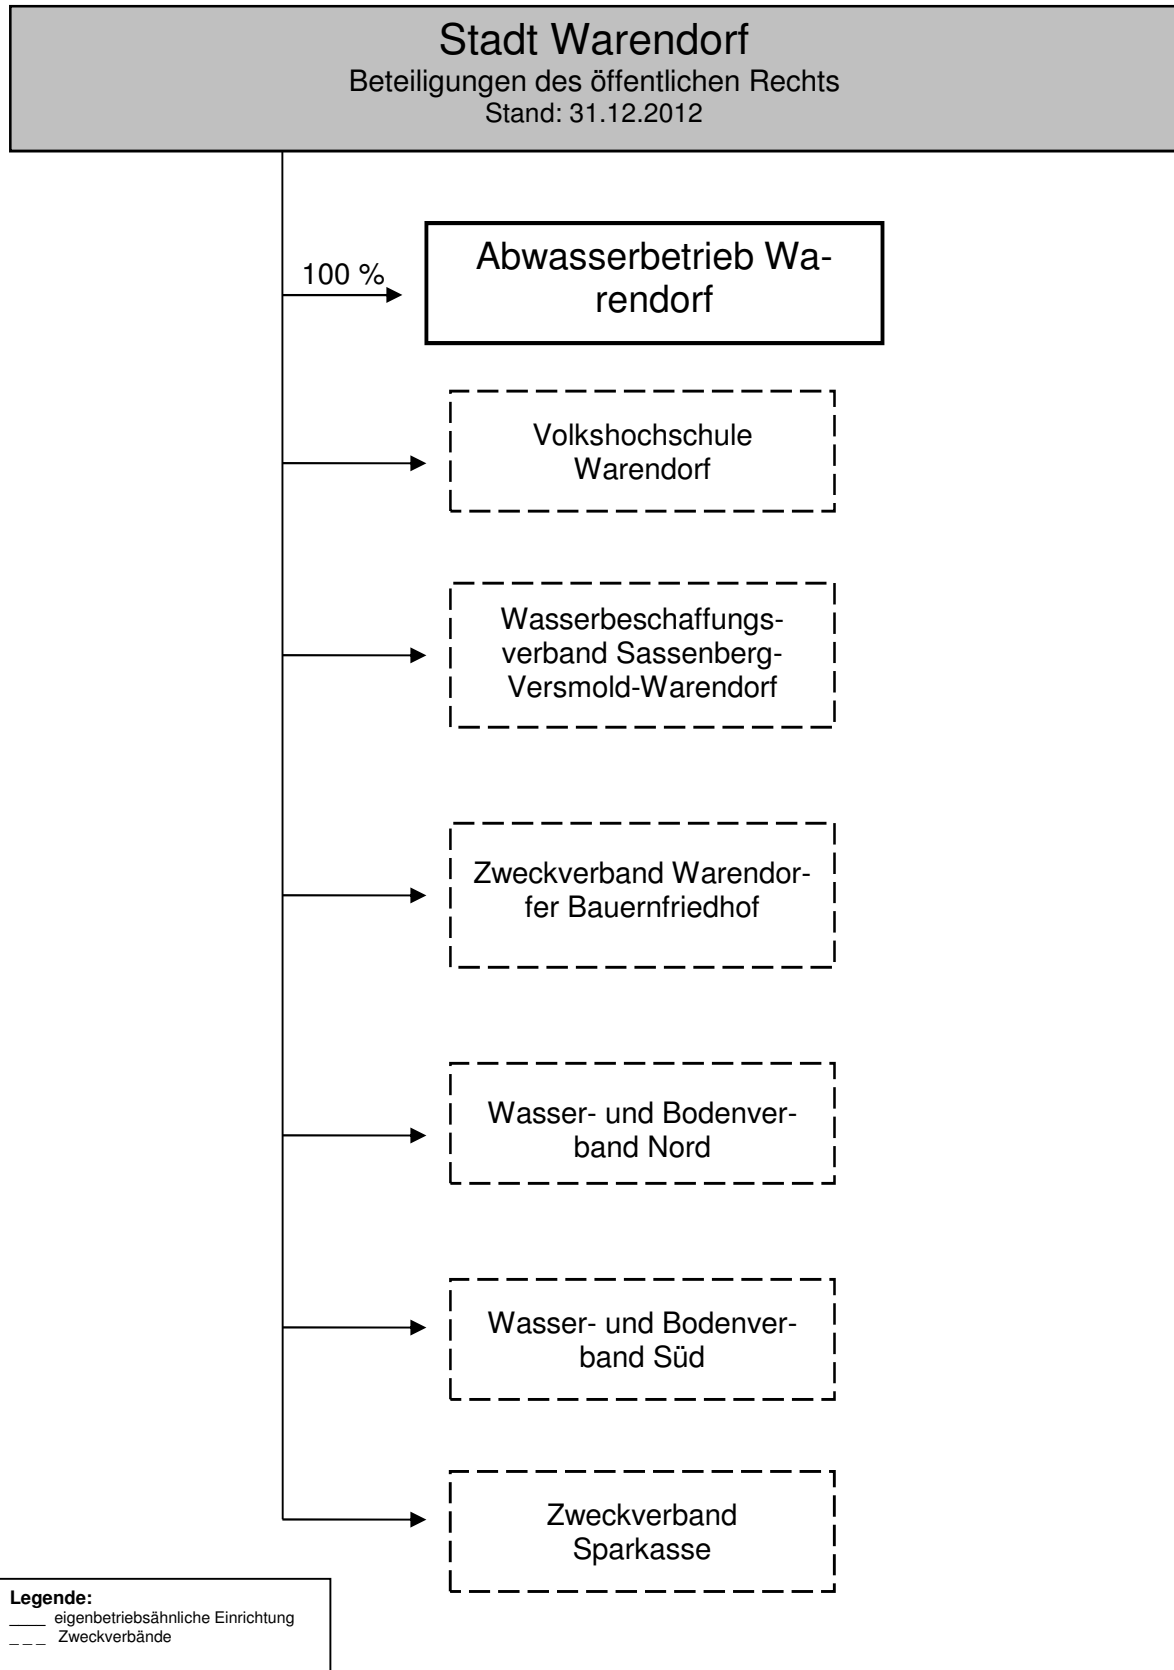 Stadt Warendorf
Beteiligungen des öffentlichen Rechts
Stand: 31.12.2012
100 %
Abwasserbetrieb Wa-
rendorf
Volkshochschule
Warendorf
Wasserbeschaffungs-
verband Sassenberg-
Versmold-Warendorf
Zweckverband Warendor-
fer Bauernfriedhof
Wasser- und Bodenver-
band Nord
Wasser- und Bodenver-
band Süd
Zweckverband
Sparkasse
Legende:
____ eigenbetriebsähnliche Einrichtung
_ _ _ Zweckverbände